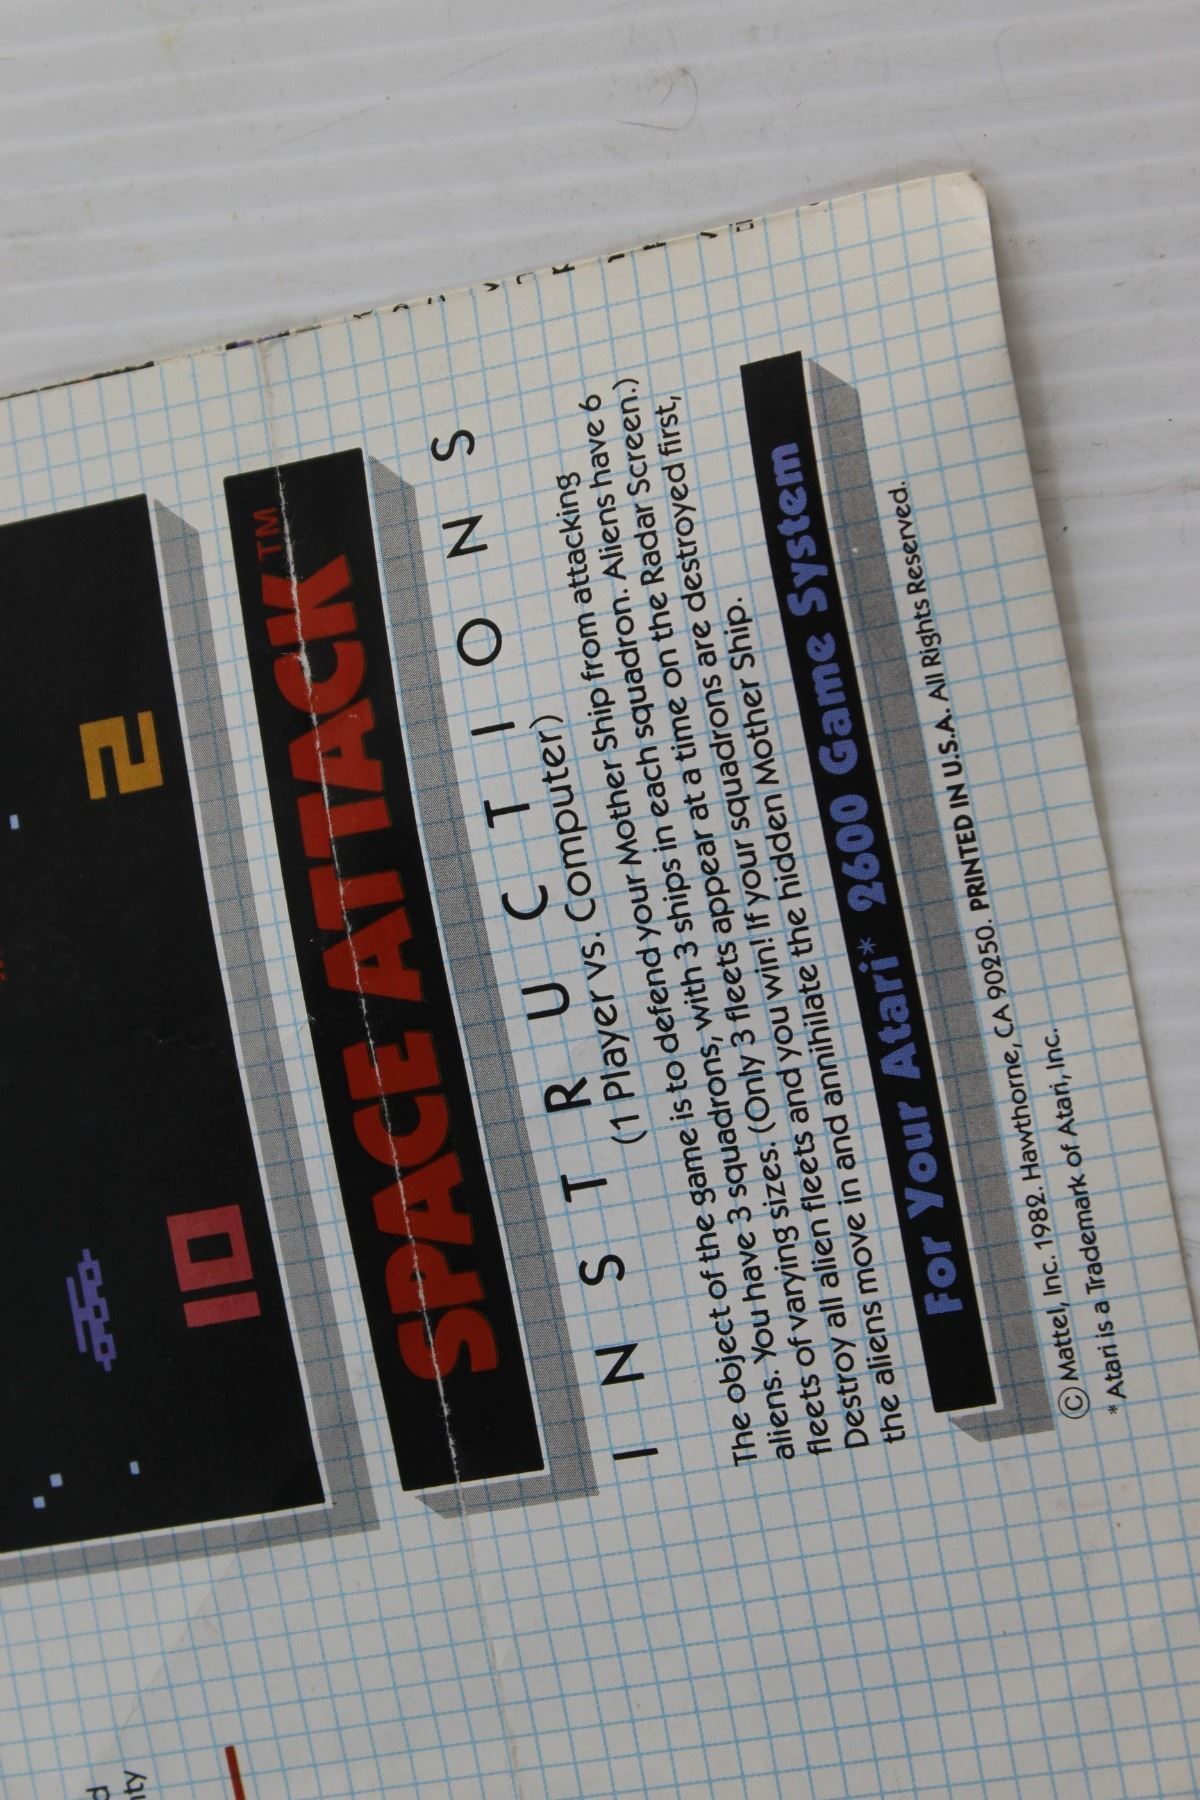 10 2
SPACE ATTACK™
INSTRUCTIONS
(1 Player vs. Computer)
The object of the game is to defend your Mother Ship from attacking
aliens. You have 3 squadrons, with 3 ships in each squadron. Aliens have 6
fleets of varying sizes. (Only 3 fleets appear at a time on the Radar Screen.)
Destroy all alien fleets and you win! If your squadrons are destroyed first,
the aliens move in and annihilate the hidden Mother Ship.
For Your Atari* 2600 Game System
© Mattel, Inc. 1982. Hawthorne, CA 90250. PRINTED IN U.S.A. All Rights Reserved.
* Atari is a Trademark of Atari, Inc.